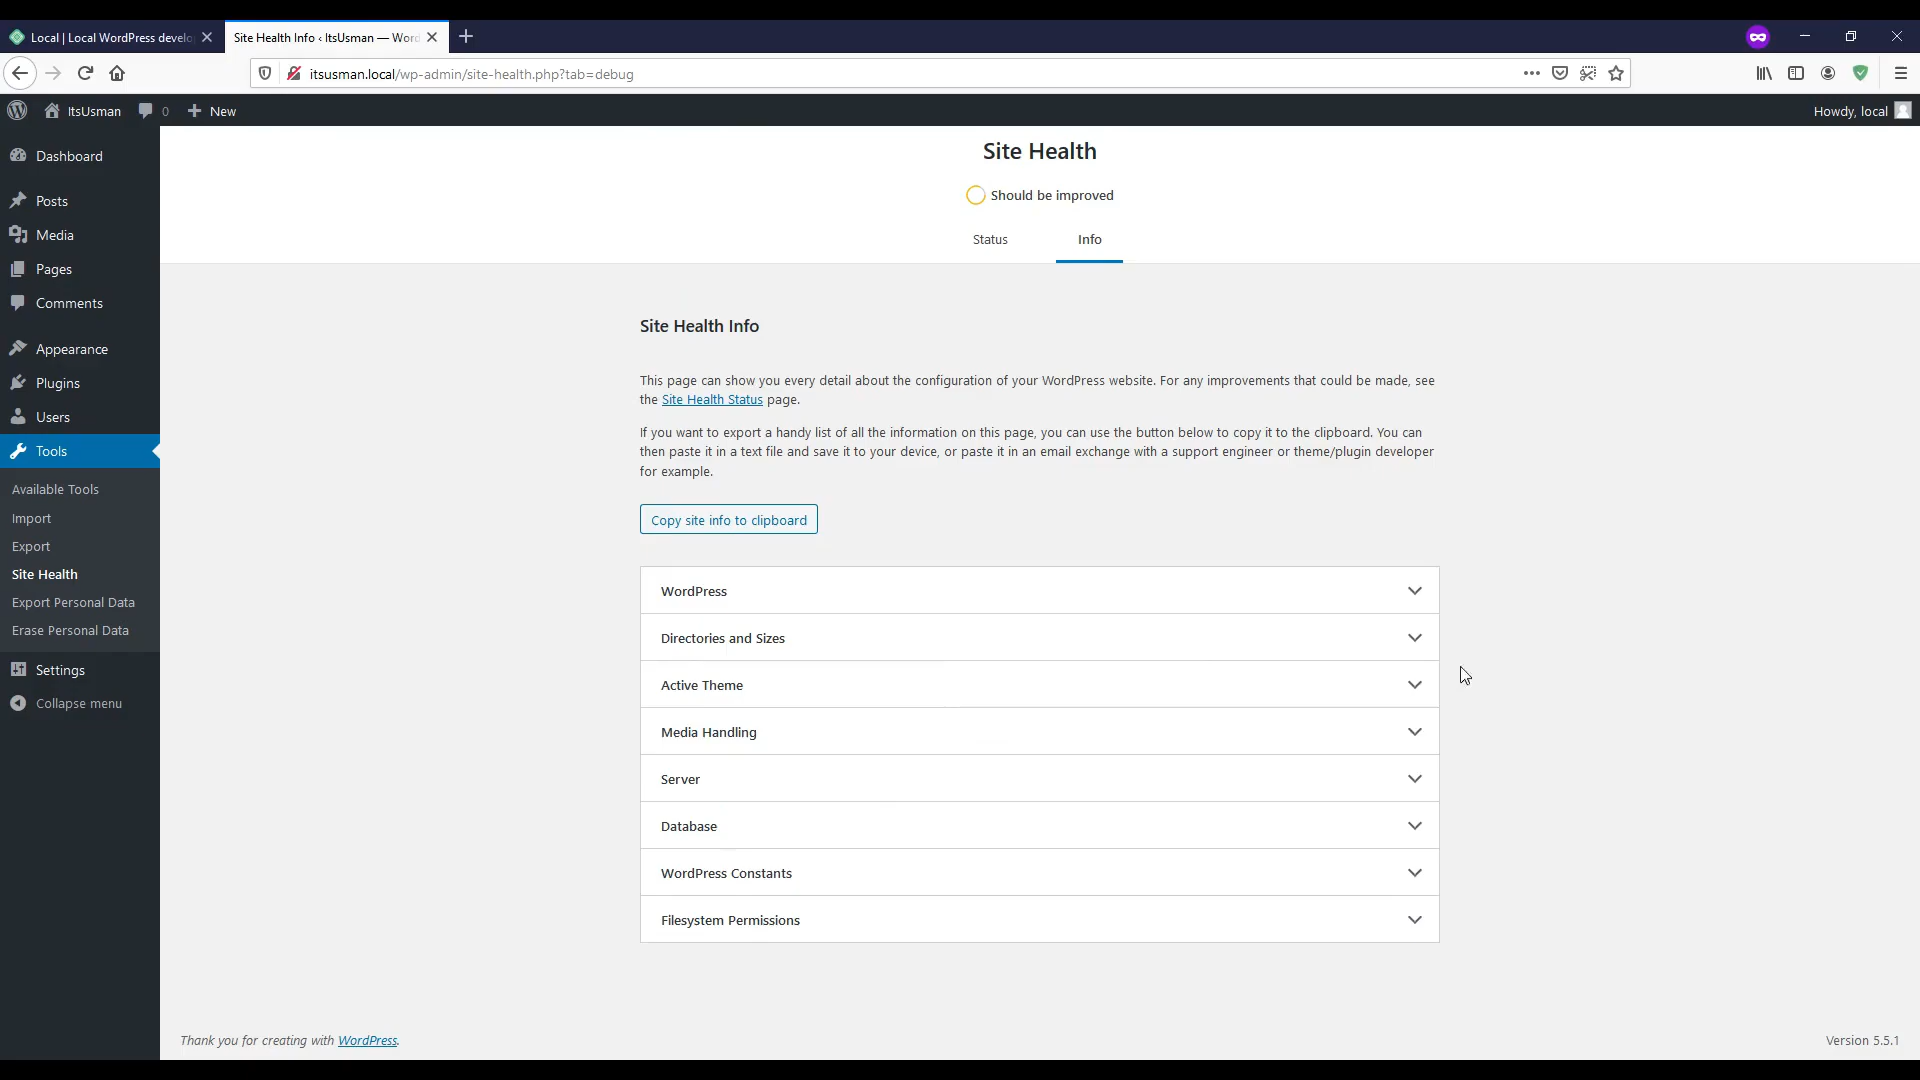 Local | Local WordPress develo
Site Health Info ‹ ItsUsman — Wor
itsusman.local/wp-admin/site-health.php?tab=debug
ItsUsman
0
New
Howdy, local
Dashboard
Posts
Media
Pages
Comments
Appearance
Plugins
Users
Tools
Available Tools
Import
Export
Site Health
Export Personal Data
Erase Personal Data
Settings
Collapse menu
Site Health
Should be improved
Status
Info
Site Health Info
This page can show you every detail about the configuration of your WordPress website. For any improvements that could be made, see
the Site Health Status page.
If you want to export a handy list of all the information on this page, you can use the button below to copy it to the clipboard. You can
then paste it in a text file and save it to your device, or paste it in an email exchange with a support engineer or theme/plugin developer
for example.
Copy site info to clipboard
WordPress
Directories and Sizes
Active Theme
Media Handling
Server
Database
WordPress Constants
Filesystem Permissions
Thank you for creating with WordPress.
Version 5.5.1